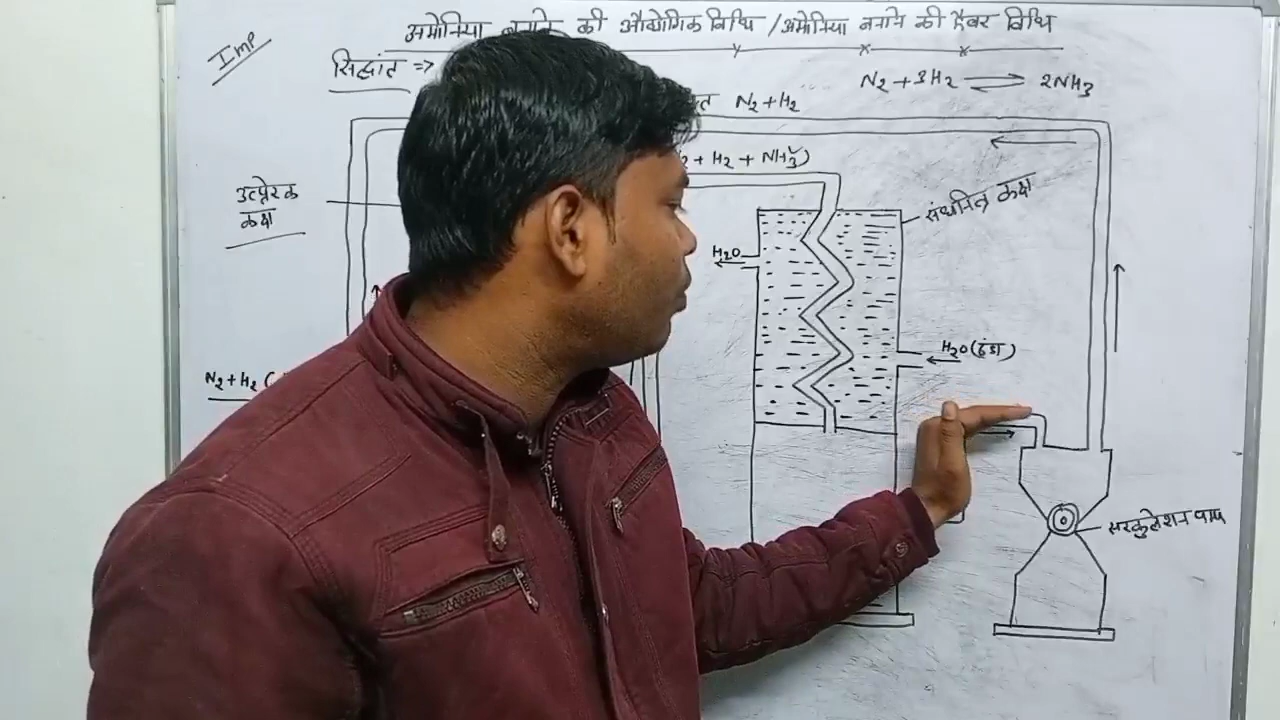 Imp
अमोनिया बनाने की औद्योगिक विधि / अमोनिया बनाने की हैबर विधि
सिद्धांत ⇒
N₂ + 3H₂ ⇌ 2NH₃
N₂ + H₂
+ H₂ + NH₃)
उत्प्रेरक
कक्ष
संघनित्र कक्ष
H₂O
H₂O (ठंडा)
N₂ + H₂ (
सरकुलेशन पम्प